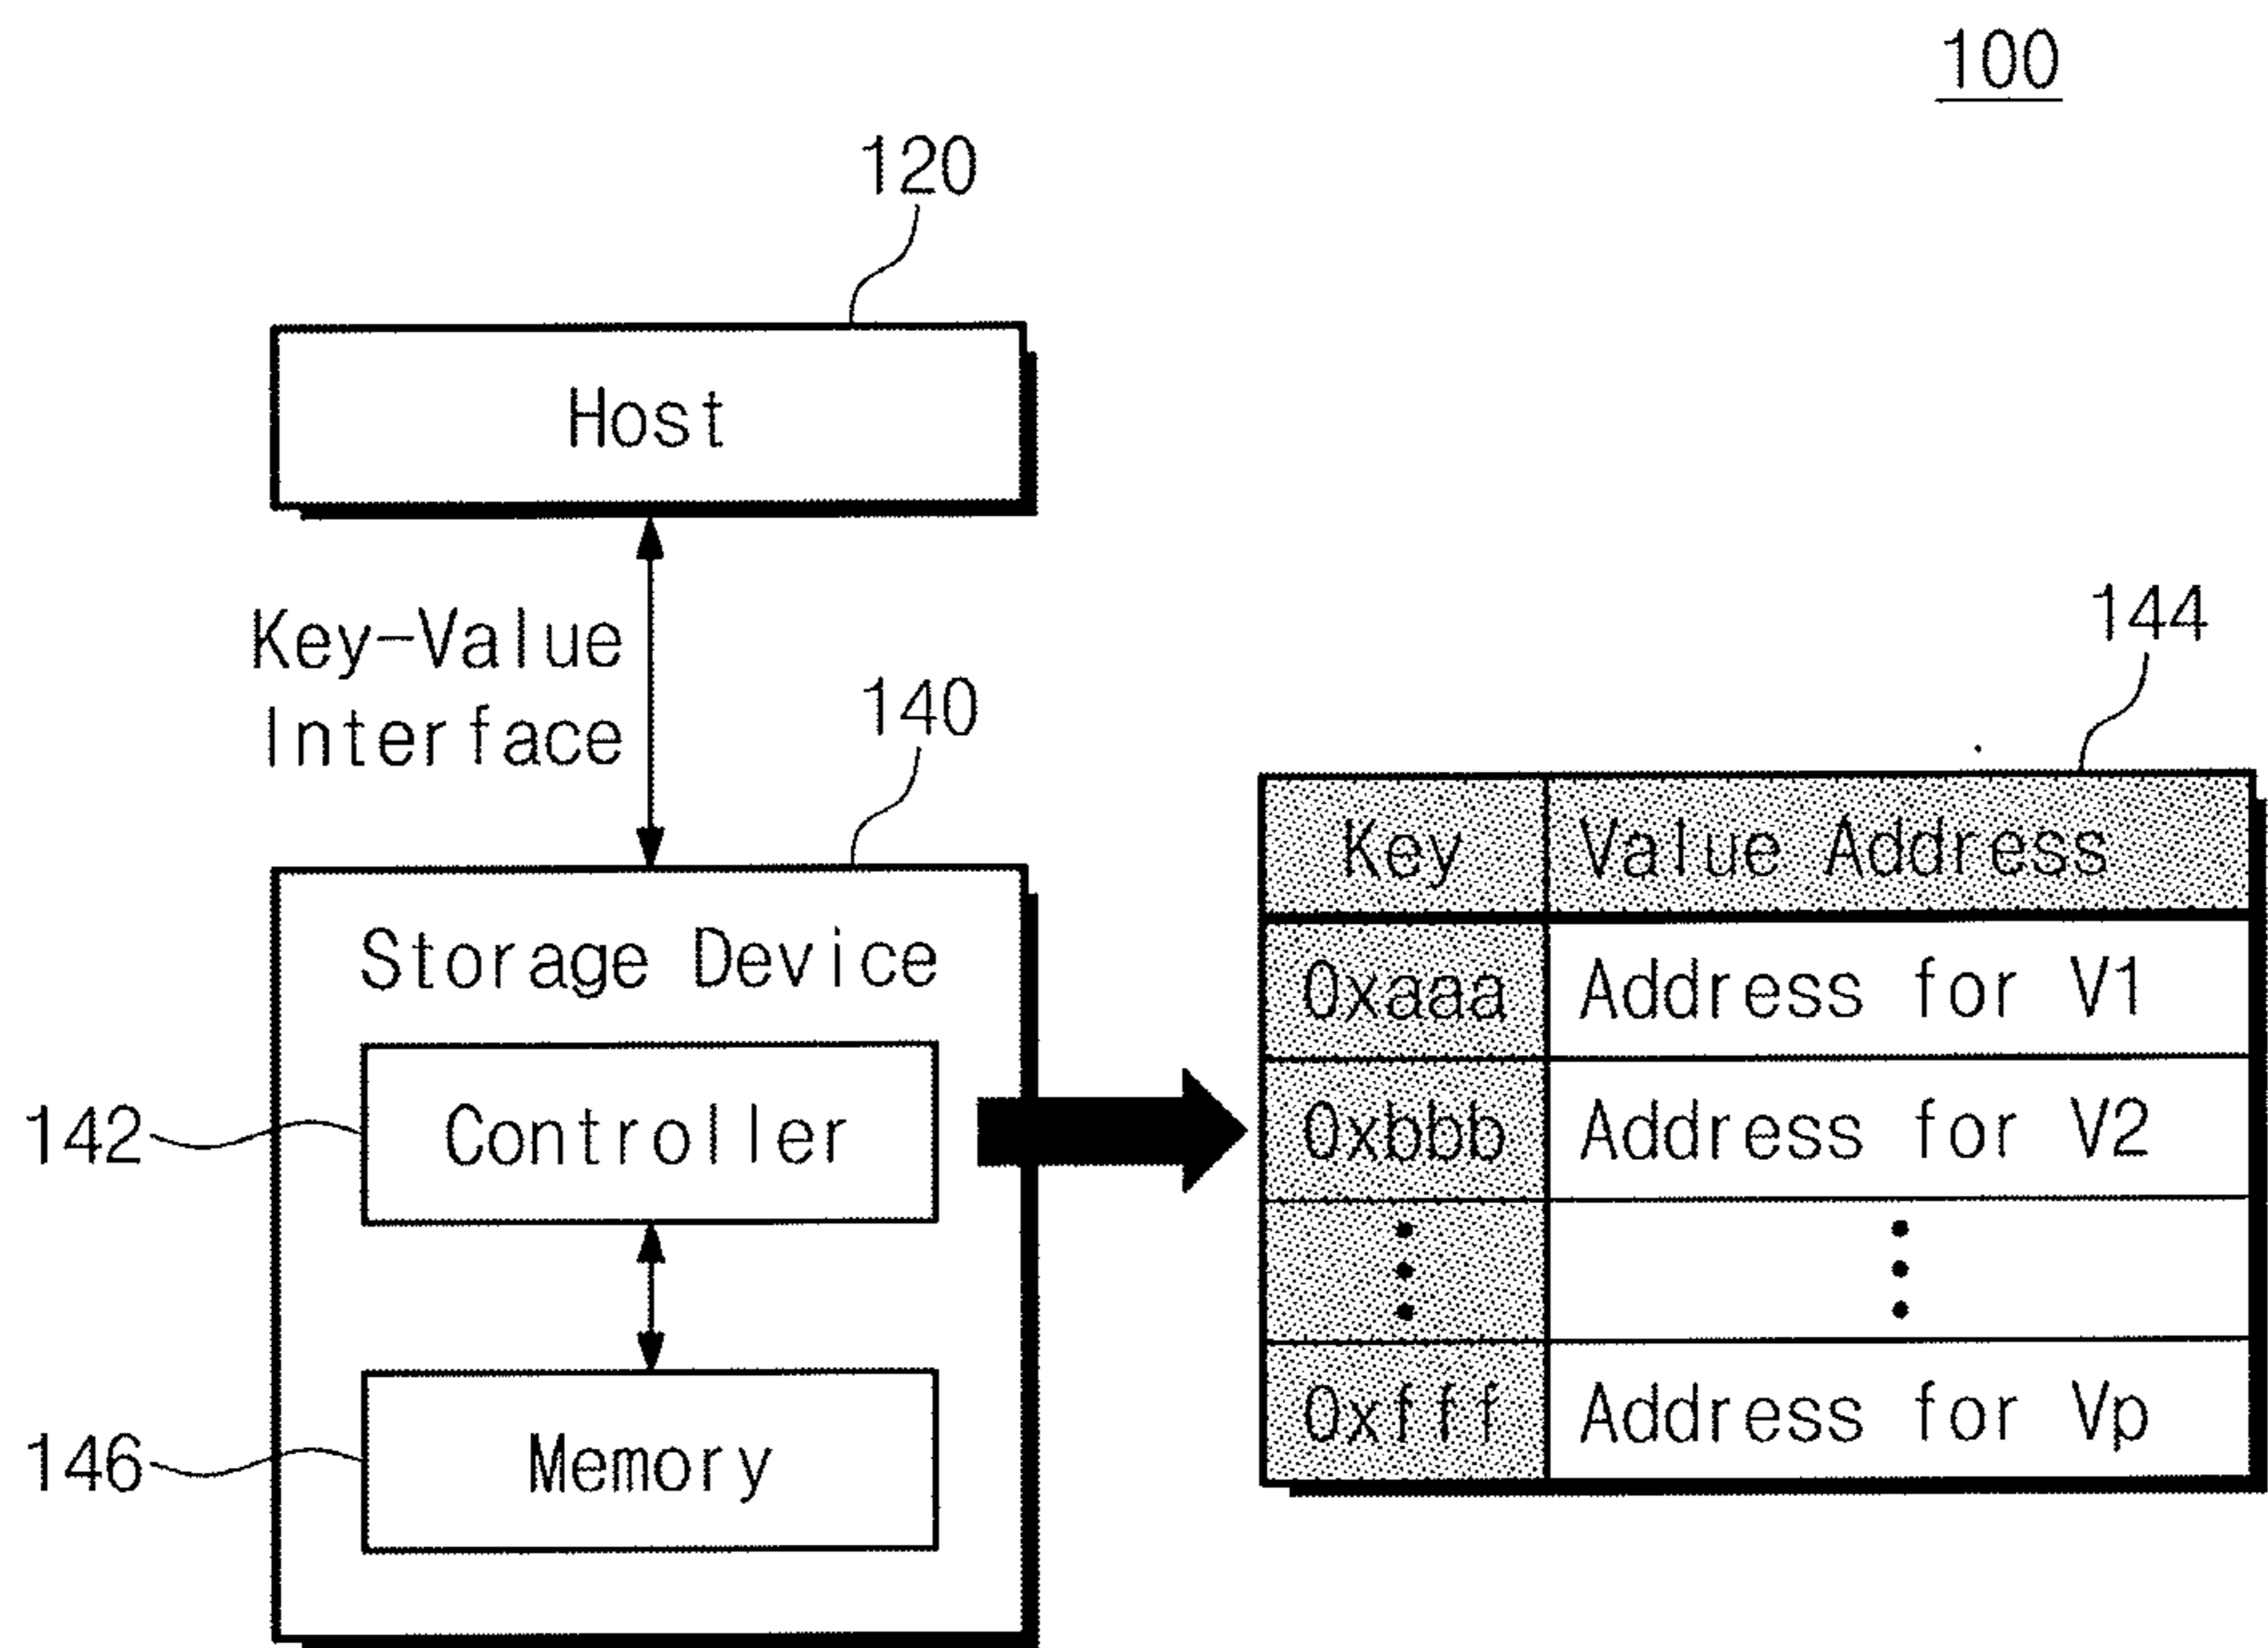 100
120
Host
Key-Value
Interface
140
Storage Device
142
Controller
146
Memory
144
Key Value Address
0xaaa Address for V1
0xbbb Address for V2
0xfff Address for Vp